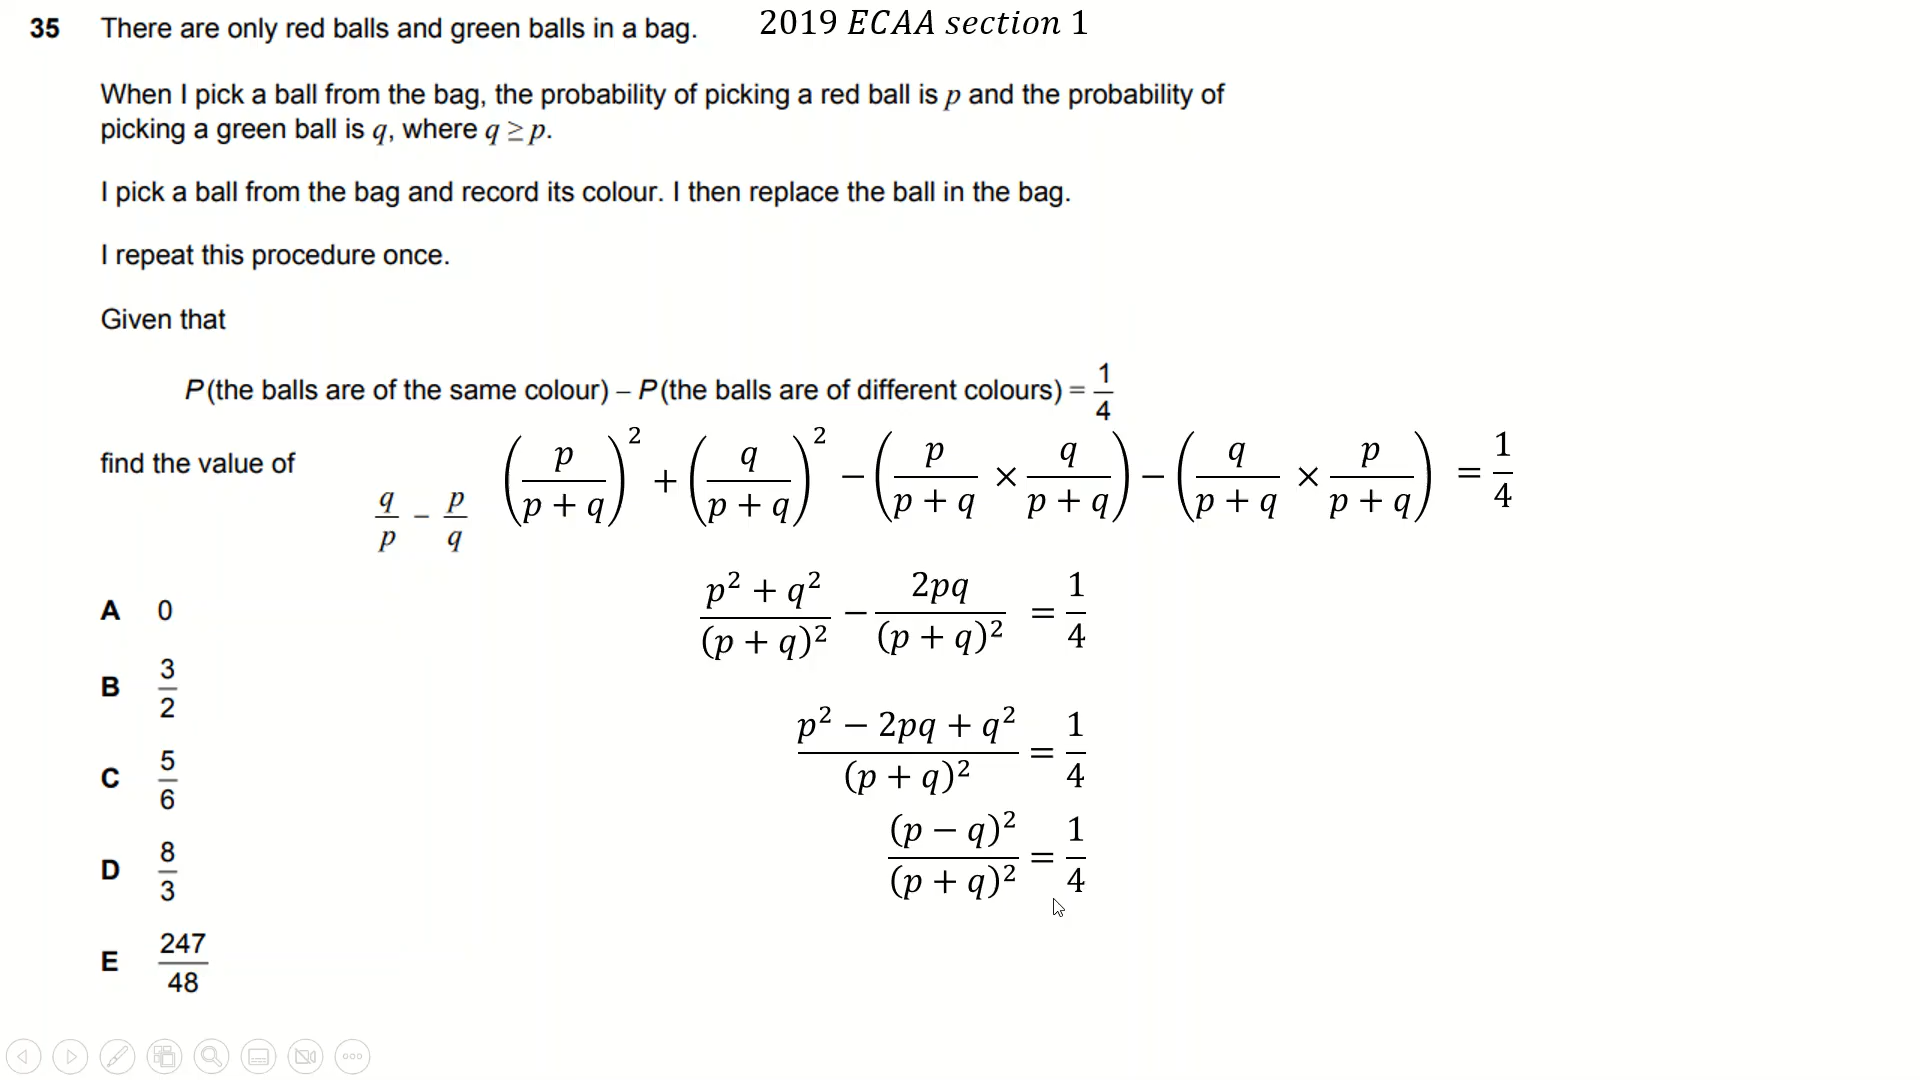 35 There are only red balls and green balls in a bag. 2019 ECAA section 1
When I pick a ball from the bag, the probability of picking a red ball is p and the probability of
picking a green ball is q, where q ≥ p.
I pick a ball from the bag and record its colour. I then replace the ball in the bag.
I repeat this procedure once.
Given that
P(the balls are of the same colour) – P(the balls are of different colours) = 1/4
find the value of
q/p – p/q
(p/(p + q))² + (q/(p + q))² − (p/(p + q) × q/(p + q)) − (q/(p + q) × p/(p + q)) = 1/4
(p² + q²)/(p + q)² − 2pq/(p + q)² = 1/4
(p² − 2pq + q²)/(p + q)² = 1/4
(p − q)²/(p + q)² = 1/4
A 0
B 3/2
C 5/6
D 8/3
E 247/48